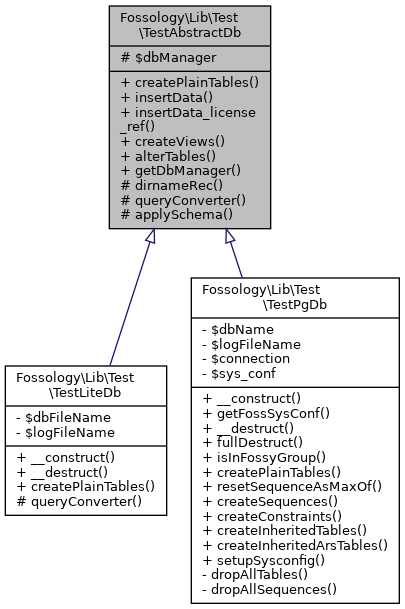 Fossology\Lib\Test
\TestAbstractDb
# $dbManager
+ createPlainTables()
+ insertData()
+ insertData_license
_ref()
+ createViews()
+ alterTables()
+ getDbManager()
# dirnameRec()
# queryConverter()
# applySchema()
Fossology\Lib\Test
\TestLiteDb
- $dbFileName
- $logFileName
+ __construct()
+ __destruct()
+ createPlainTables()
# queryConverter()
Fossology\Lib\Test
\TestPgDb
- $dbName
- $logFileName
- $connection
- $sys_conf
+ __construct()
+ getFossSysConf()
+ __destruct()
+ fullDestruct()
+ isInFossyGroup()
+ createPlainTables()
+ resetSequenceAsMaxOf()
+ createSequences()
+ createConstraints()
+ createInheritedTables()
+ createInheritedArsTables()
+ setupSysconfig()
- dropAllTables()
- dropAllSequences()